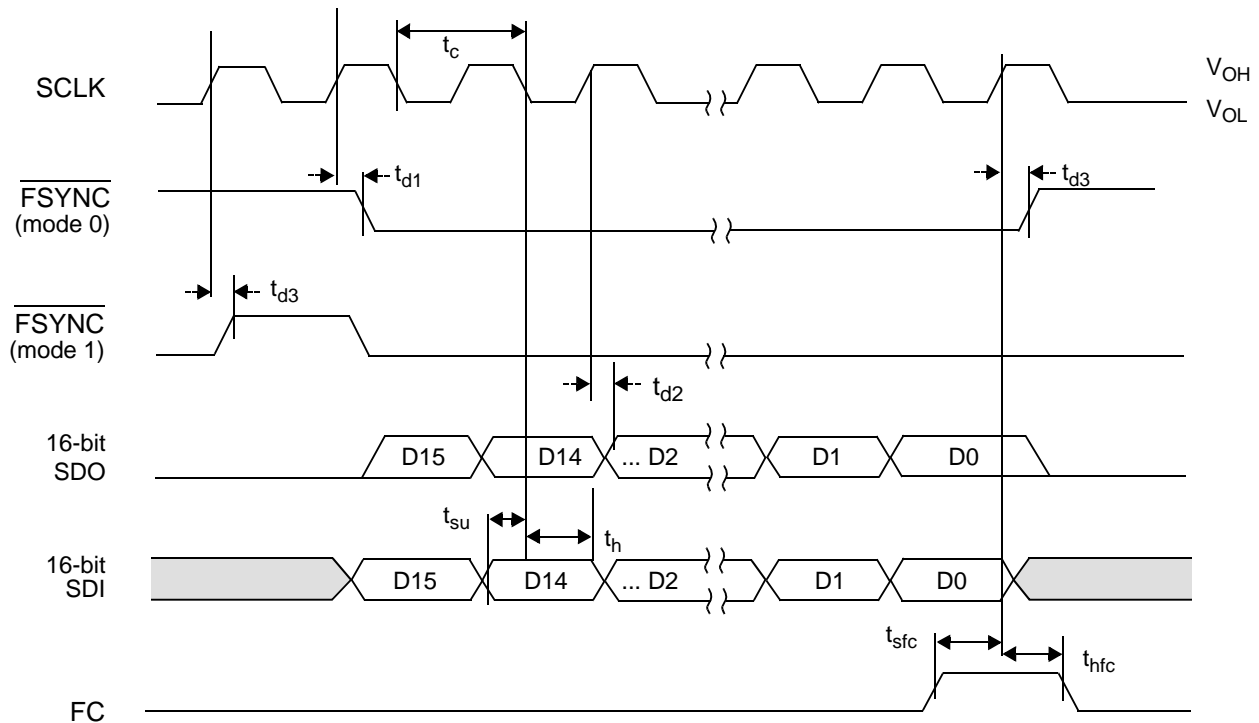 t_c
SCLK
V_OH
V_OL
t_d1
t_d3
FSYNC
(mode 0)
t_d3
FSYNC
(mode 1)
t_d2
16-bit
SDO
D15
D14
... D2
D1
D0
t_su
t_h
16-bit
SDI
D15
D14
... D2
D1
D0
t_sfc
t_hfc
FC